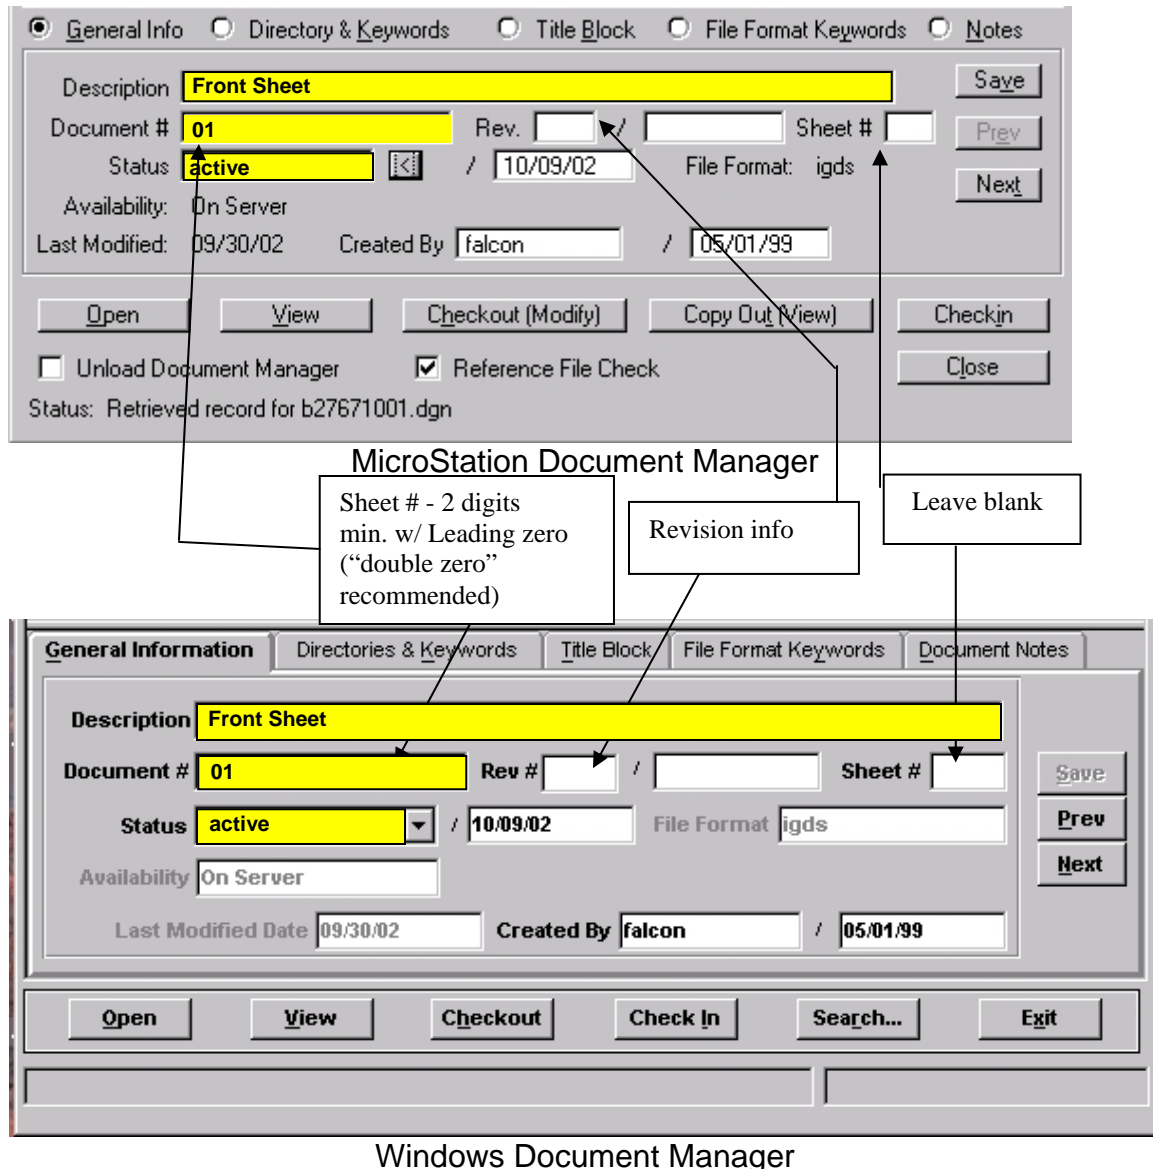 General Info Directory & Keywords Title Block File Format Keywords Notes
Description Front Sheet Save
Document # 01 Rev. / Sheet # Prev
Status active |<| / 10/09/02 File Format: igds Next
Availability: On Server
Last Modified: 09/30/02 Created By falcon / 05/01/99
Open View Checkout (Modify) Copy Out (View) Checkin
Unload Document Manager Reference File Check Close
Status: Retrieved record for b27671001.dgn
MicroStation Document Manager
Sheet # - 2 digits
min. w/ Leading zero
(“double zero”
recommended)
Revision info
Leave blank
General Information Directories & Keywords Title Block File Format Keywords Document Notes
Description Front Sheet
Document # 01 Rev # / Sheet # Save
Status active / 10/09/02 File Format igds Prev
Availability On Server Next
Last Modified Date 09/30/02 Created By falcon / 05/01/99
Open View Checkout Check In Search... Exit
Windows Document Manager